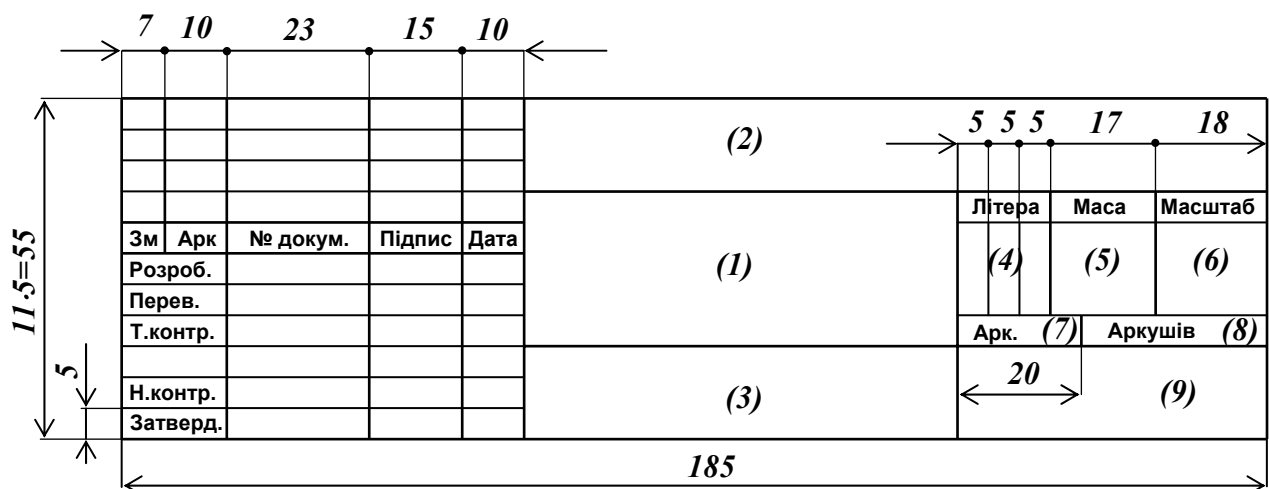 7 10 23 15 10
5 5 5 17 18
(2)
Літера Маса Масштаб
Зм Арк № докум. Підпис Дата
(1) (4) (5) (6)
Розроб.
Перев.
Т.контр.
Арк. (7) Аркушів (8)
11·5=55
5
20
Н.контр.
(3) (9)
Затверд.
185